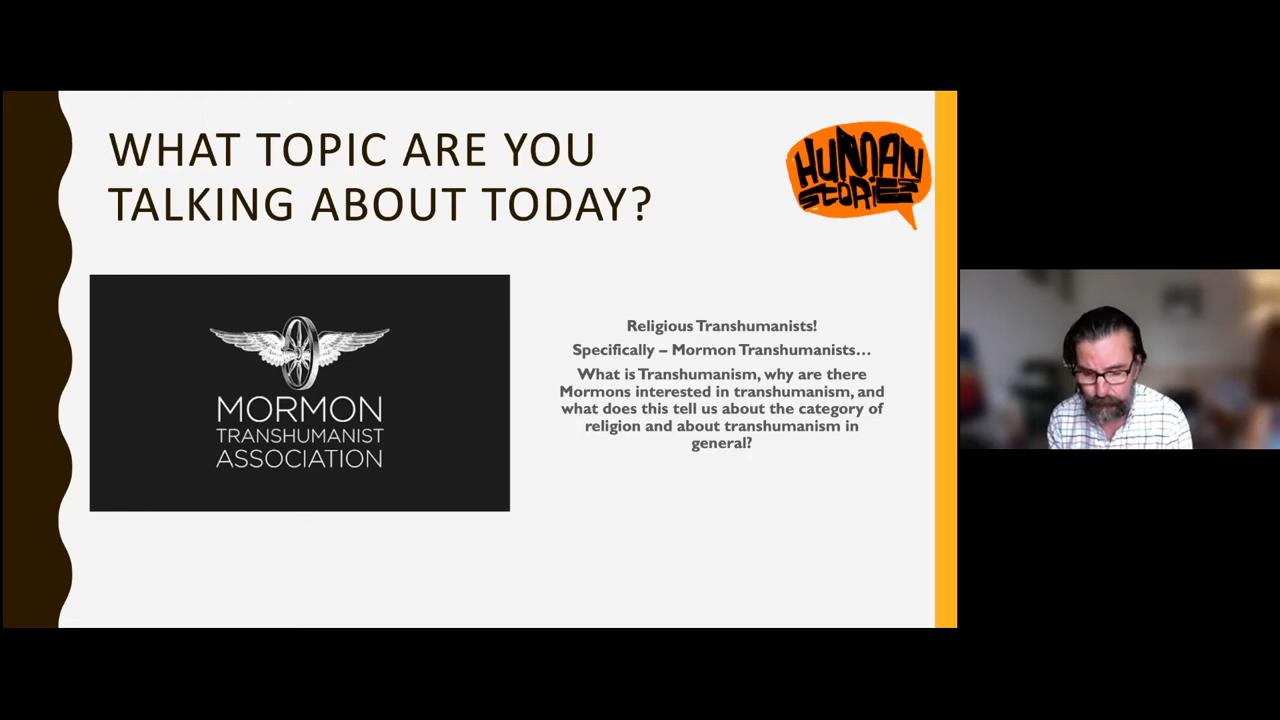 WHAT TOPIC ARE YOU
TALKING ABOUT TODAY?
HUMAN
STORIES
MORMON
TRANSHUMANIST
ASSOCIATION
Religious Transhumanists!
Specifically – Mormon Transhumanists…
What is Transhumanism, why are there
Mormons interested in transhumanism, and
what does this tell us about the category of
religion and about transhumanism in
general?